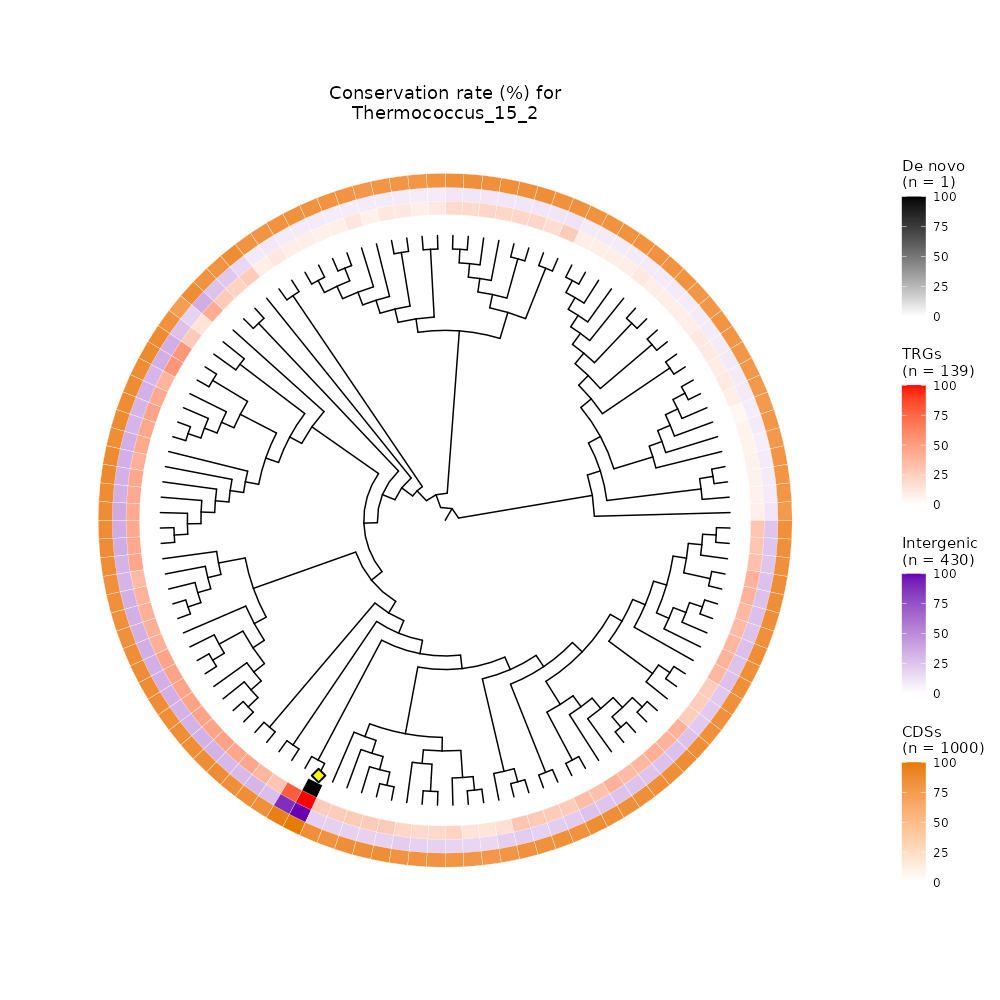 Conservation rate (%) for
Thermococcus_15_2
De novo
(n = 1)
100
75
50
25
0
TRGs
(n = 139)
100
75
50
25
0
Intergenic
(n = 430)
100
75
50
25
0
CDSs
(n = 1000)
100
75
50
25
0